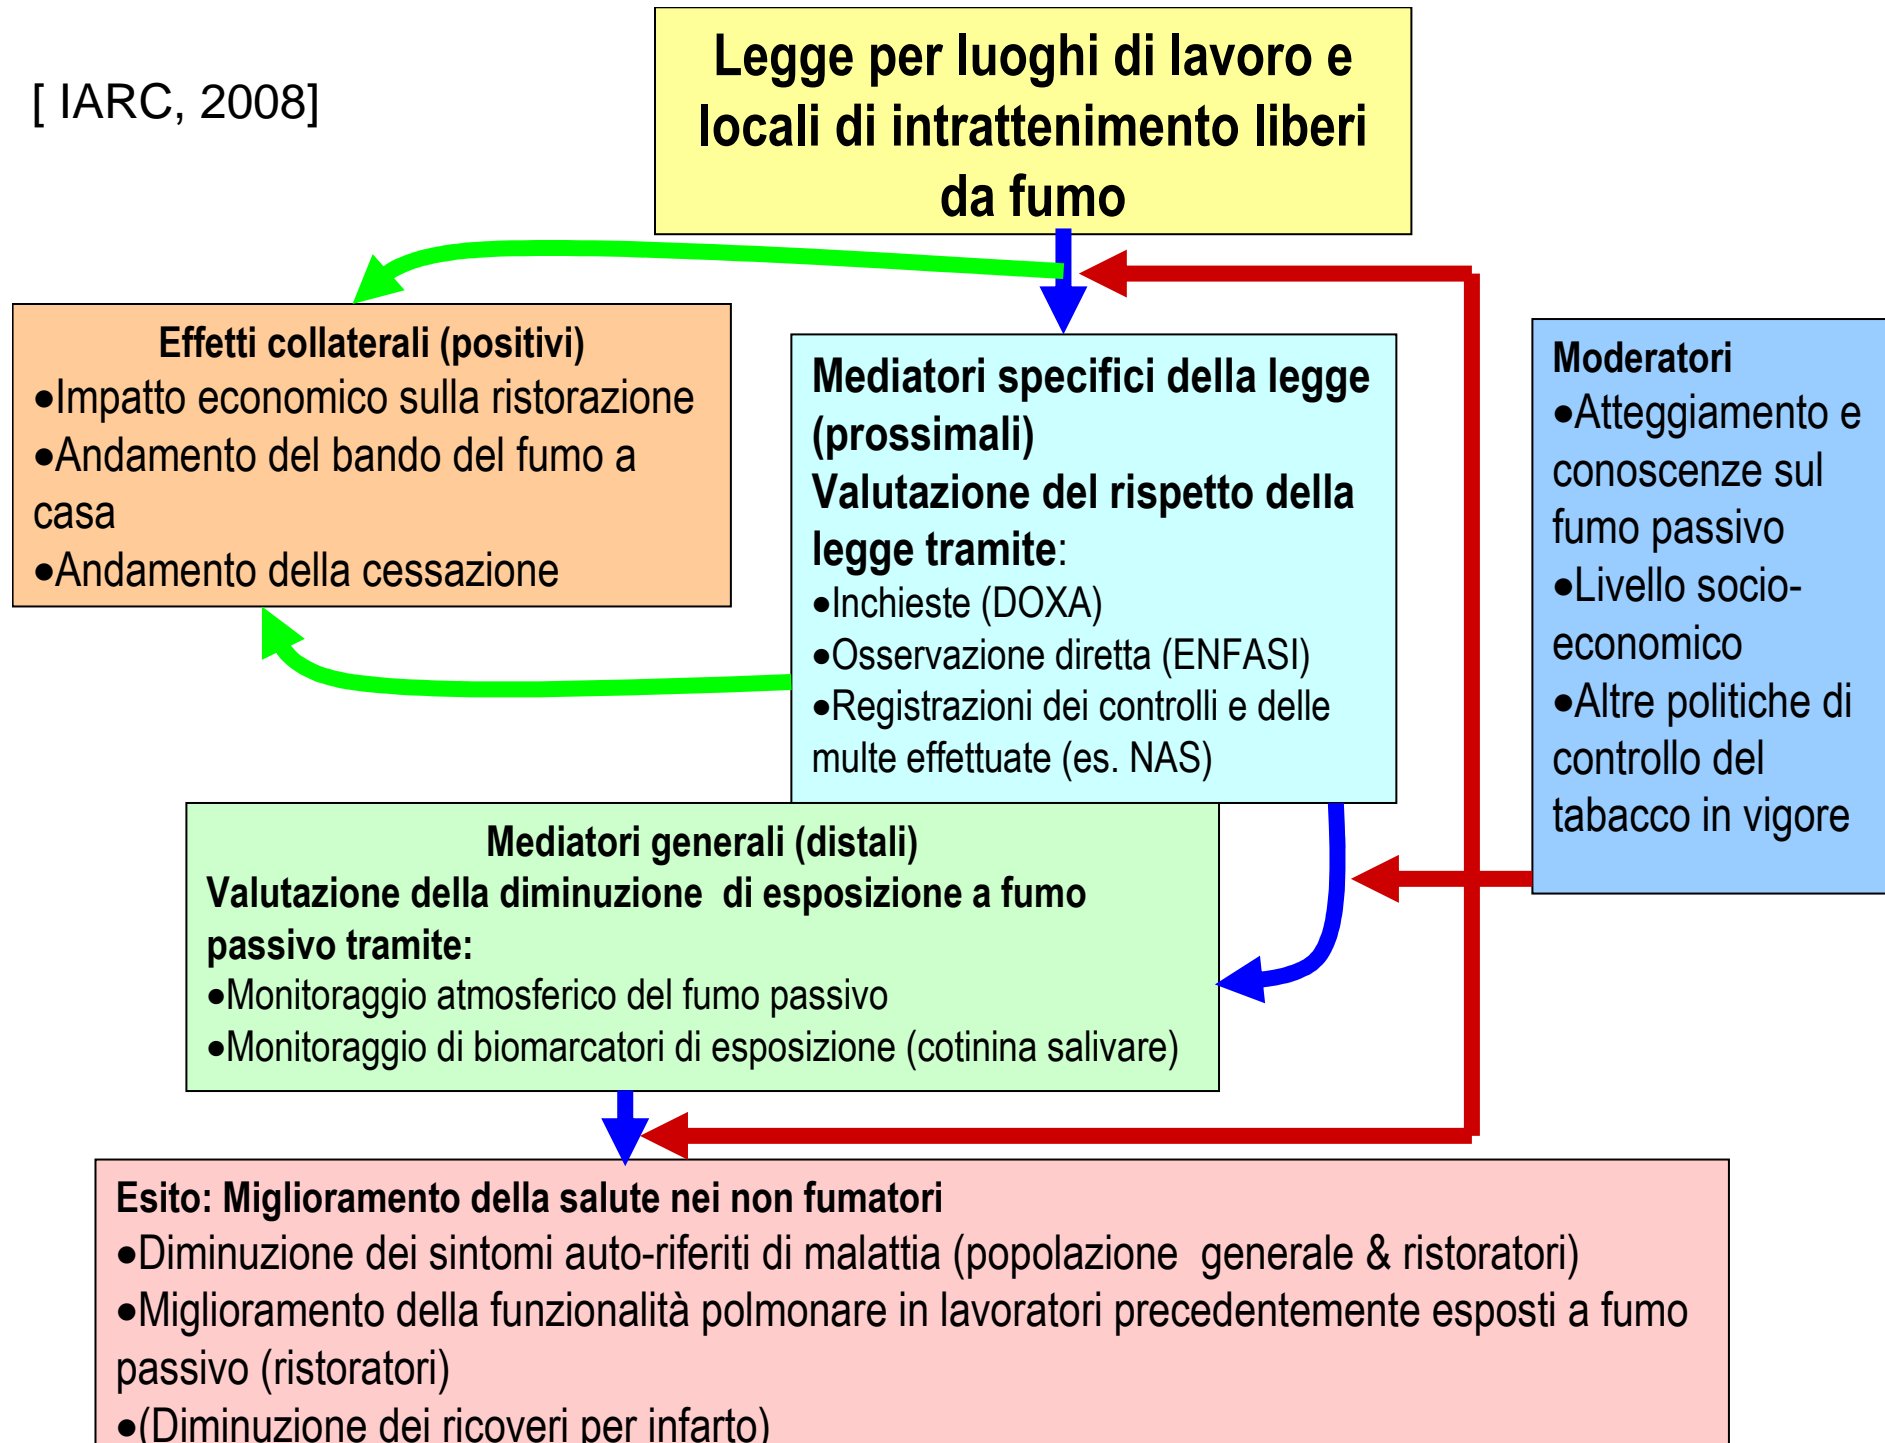 [ IARC, 2008]
Legge per luoghi di lavoro e
locali di intrattenimento liberi
da fumo
Effetti collaterali (positivi)
•Impatto economico sulla ristorazione
•Andamento del bando del fumo a
casa
•Andamento della cessazione
Mediatori specifici della legge
(prossimali)
Valutazione del rispetto della
legge tramite:
•Inchieste (DOXA)
•Osservazione diretta (ENFASI)
•Registrazioni dei controlli e delle
multe effettuate (es. NAS)
Moderatori
•Atteggiamento e
conoscenze sul
fumo passivo
•Livello socio-
economico
•Altre politiche di
controllo del
tabacco in vigore
Mediatori generali (distali)
Valutazione della diminuzione  di esposizione a fumo
passivo tramite:
•Monitoraggio atmosferico del fumo passivo
•Monitoraggio di biomarcatori di esposizione (cotinina salivare)
Esito: Miglioramento della salute nei non fumatori
•Diminuzione dei sintomi auto-riferiti di malattia (popolazione  generale & ristoratori)
•Miglioramento della funzionalità polmonare in lavoratori precedentemente esposti a fumo
passivo (ristoratori)
•(Diminuzione dei ricoveri per infarto)